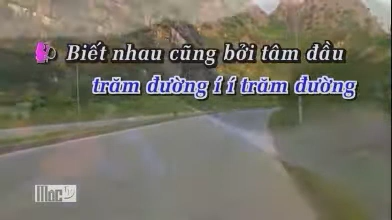 Biết nhau cũng bởi tâm đầu
trăm đường í í trăm đường